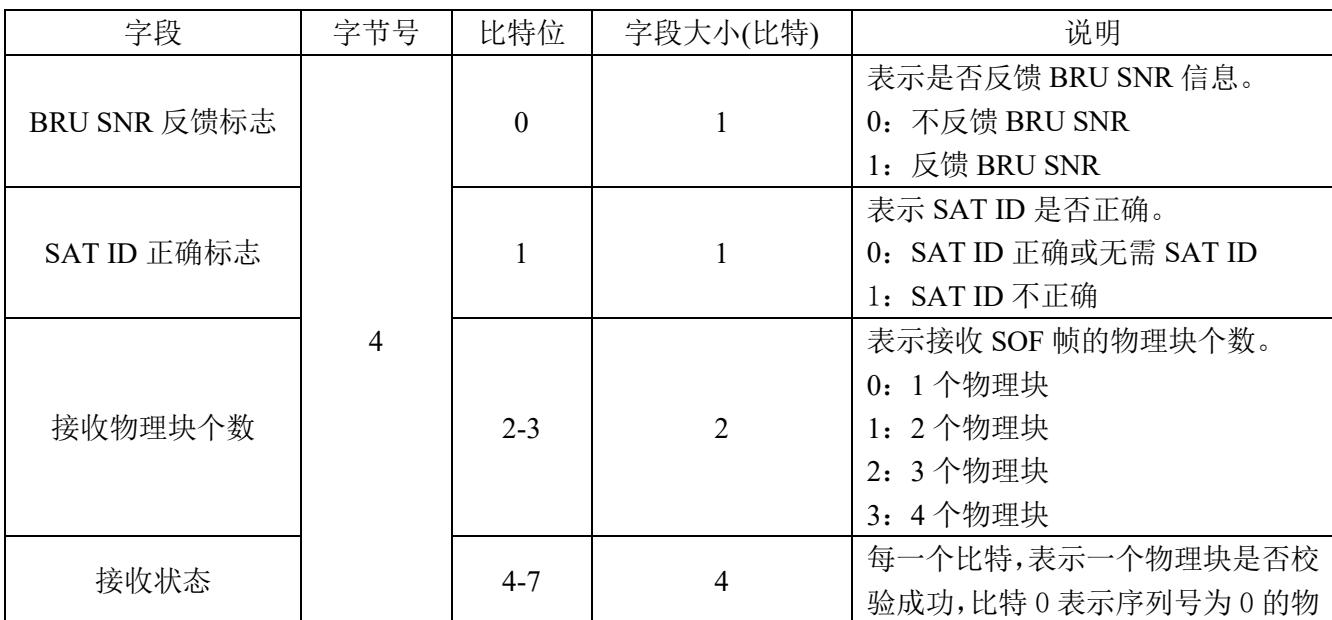 字段 字节号 比特位 字段大小(比特) 说明
BRU SNR 反馈标志 4 0 1 表示是否反馈 BRU SNR 信息。
0：不反馈 BRU SNR
1：反馈 BRU SNR
SAT ID 正确标志 1 1 表示 SAT ID 是否正确。
0：SAT ID 正确或无需 SAT ID
1：SAT ID 不正确
接收物理块个数 2-3 2 表示接收 SOF 帧的物理块个数。
0：1 个物理块
1：2 个物理块
2：3 个物理块
3：4 个物理块
接收状态 4-7 4 每一个比特，表示一个物理块是否校
验成功，比特 0 表示序列号为 0 的物